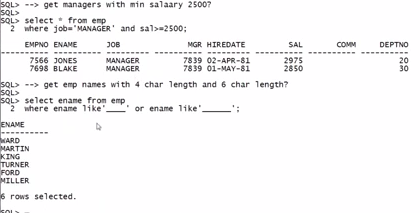 SQL> --> get managers with min salaary 2500?
SQL>
SQL> select * from emp
  2  where job='MANAGER' and sal>=2500;
EMPNO ENAME JOB MGR HIREDATE SAL COMM DEPTNO
---------- ---------- --------- ---------- --------- ---------- ---------- ----------
7566 JONES MANAGER 7839 02-APR-81 2975 20
7698 BLAKE MANAGER 7839 01-MAY-81 2850 30
SQL> --> get emp names with 4 char length and 6 char length?
SQL>
SQL> select ename from emp
  2  where ename like'____' or ename like'______';
ENAME
----------
WARD
MARTIN
KING
TURNER
FORD
MILLER
6 rows selected.
SQL> _